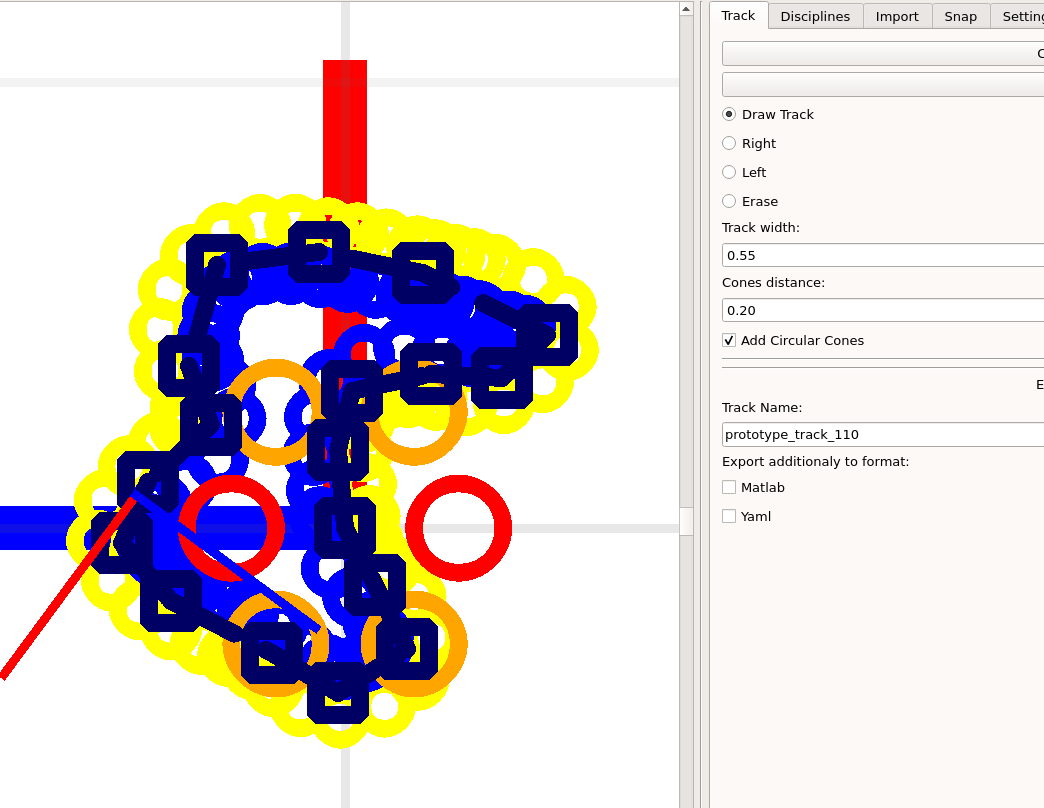 Track Disciplines Import Snap
Draw Track
Right
Left
Erase
Track width:
0.55
Cones distance:
0.20
Add Circular Cones
Track Name:
prototype_track_110
Export additionaly to format:
Matlab
Yaml